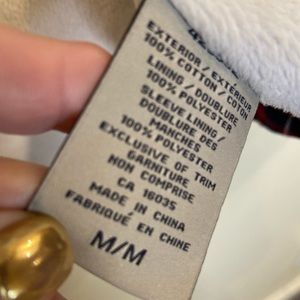 EXTERIOR / EXTÉRIEUR
100% COTTON / COTON
LINING / DOUBLURE
100% POLYESTER
SLEEVE LINING/
DOUBLURE DES
MANCHES
100% POLYESTER
EXCLUSIVE OF TRIM
GARNITURE
NON COMPRISE
CA 16035
MADE IN CHINA
FABRIQUÉ EN CHINE
M/M